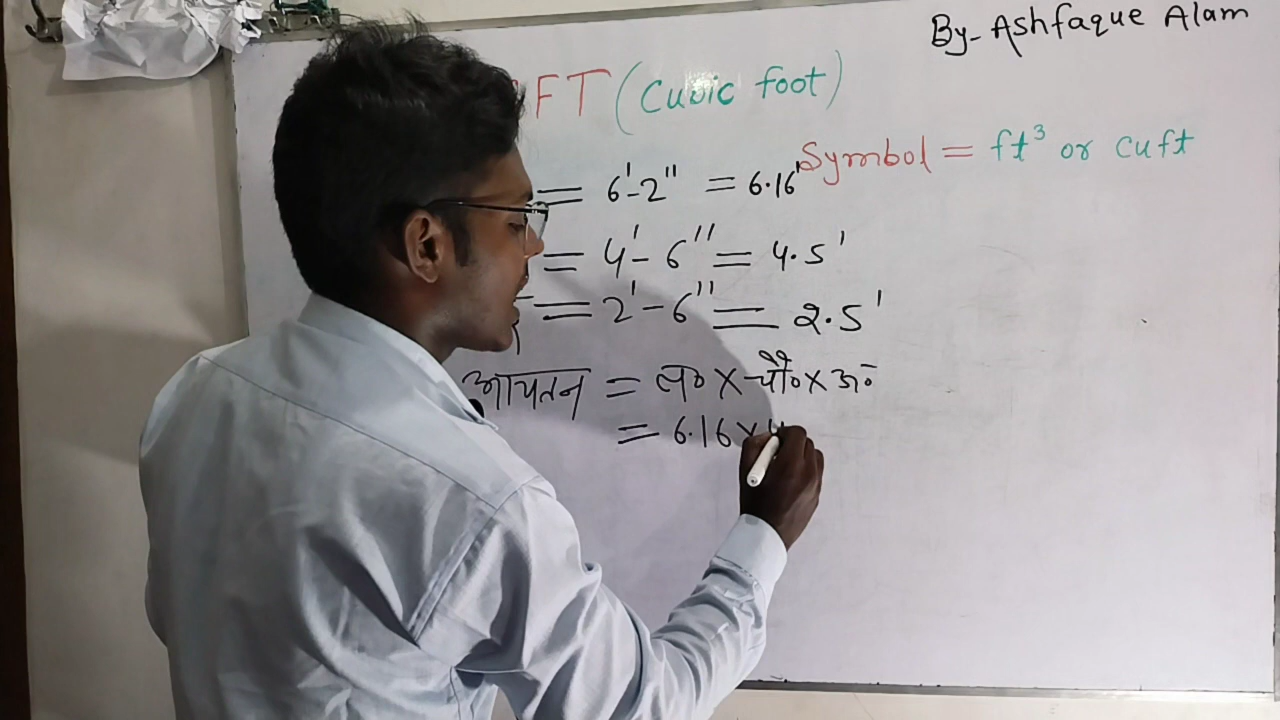 By- Ashfaque Alam
FT (Cubic foot)
Symbol = ft³ or cuft
= 6'-2" = 6.16'
= 4'-6" = 4.5'
= 2'-6" = 2.5'
आयतन = ल० X चौ० X ऊ०
= 6.16 X 4